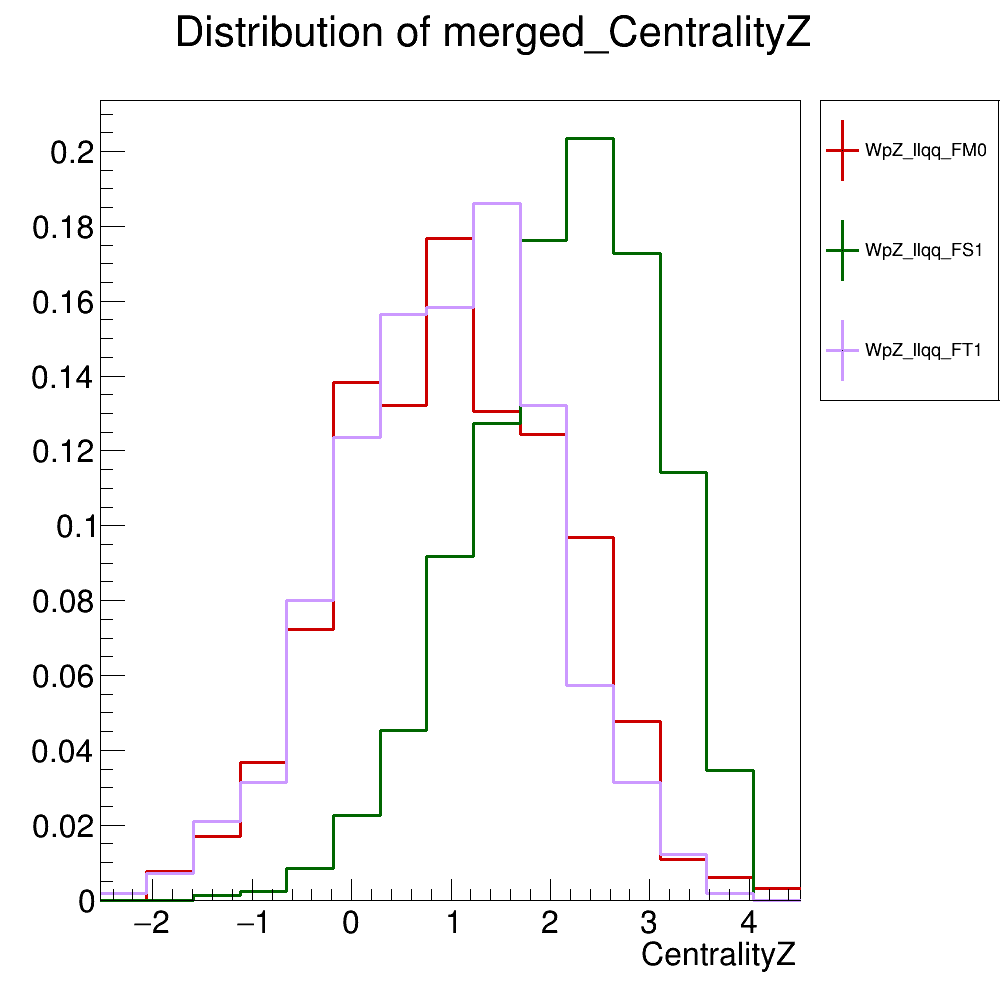 Distribution of merged_CentralityZ
WpZ_llqq_FM0
WpZ_llqq_FS1
WpZ_llqq_FT1
0.2
0.18
0.16
0.14
0.12
0.1
0.08
0.06
0.04
0.02
0
−2 −1 0 1 2 3 4
CentralityZ